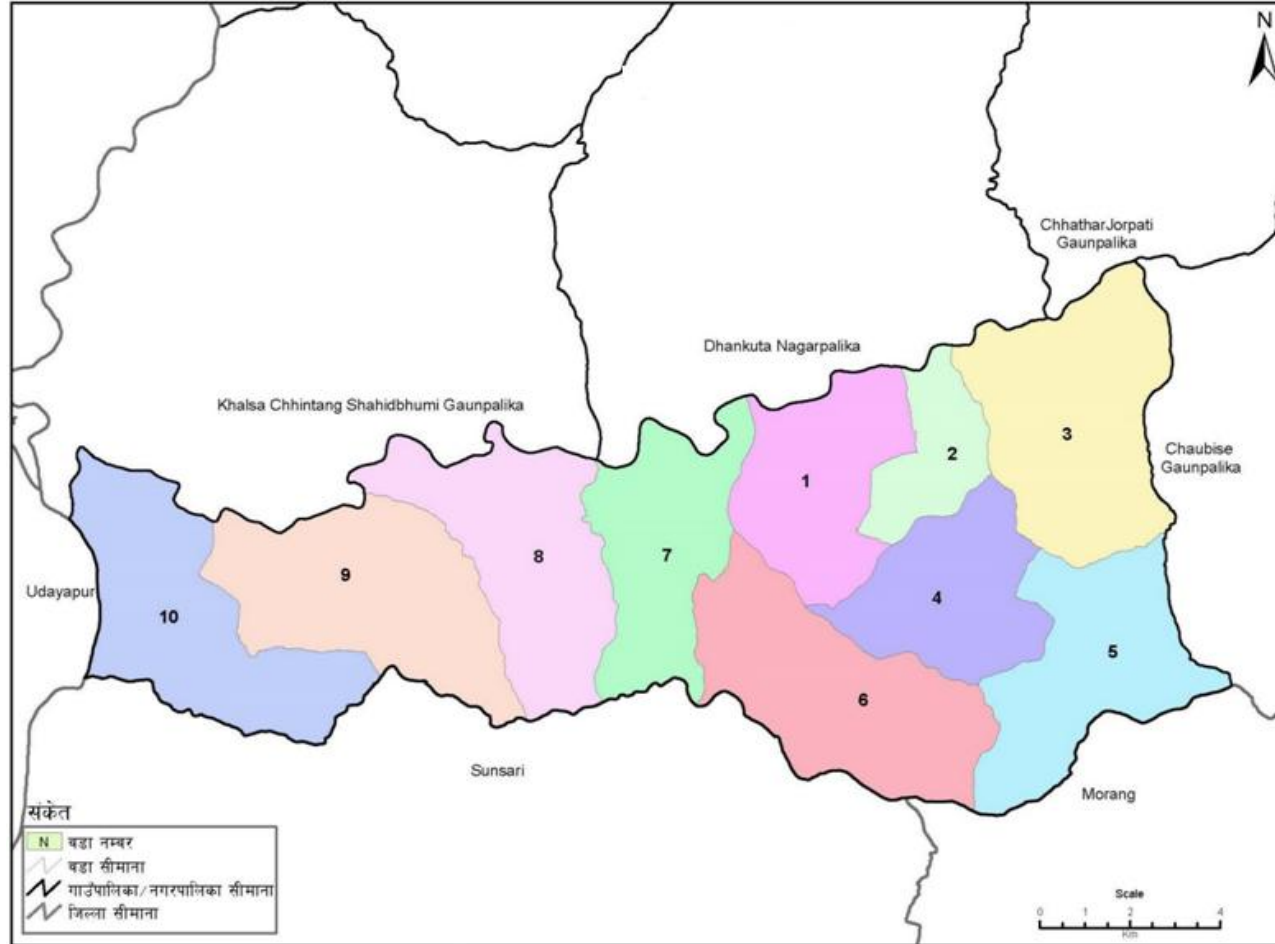 N
ChhatharJorpati
Gaunpalika
Dhankuta Nagarpalika
Khalsa Chhintang Shahidbhumi Gaunpalika
Chaubise
Gaunpalika
1
2
3
4
5
6
7
8
9
10
Udayapur
Sunsari
Morang
संकेत
N वडा नम्बर
वडा सीमाना
गाउँपालिका/नगरपालिका सीमाना
जिल्ला सीमाना
Scale
0 1 2 4
Km